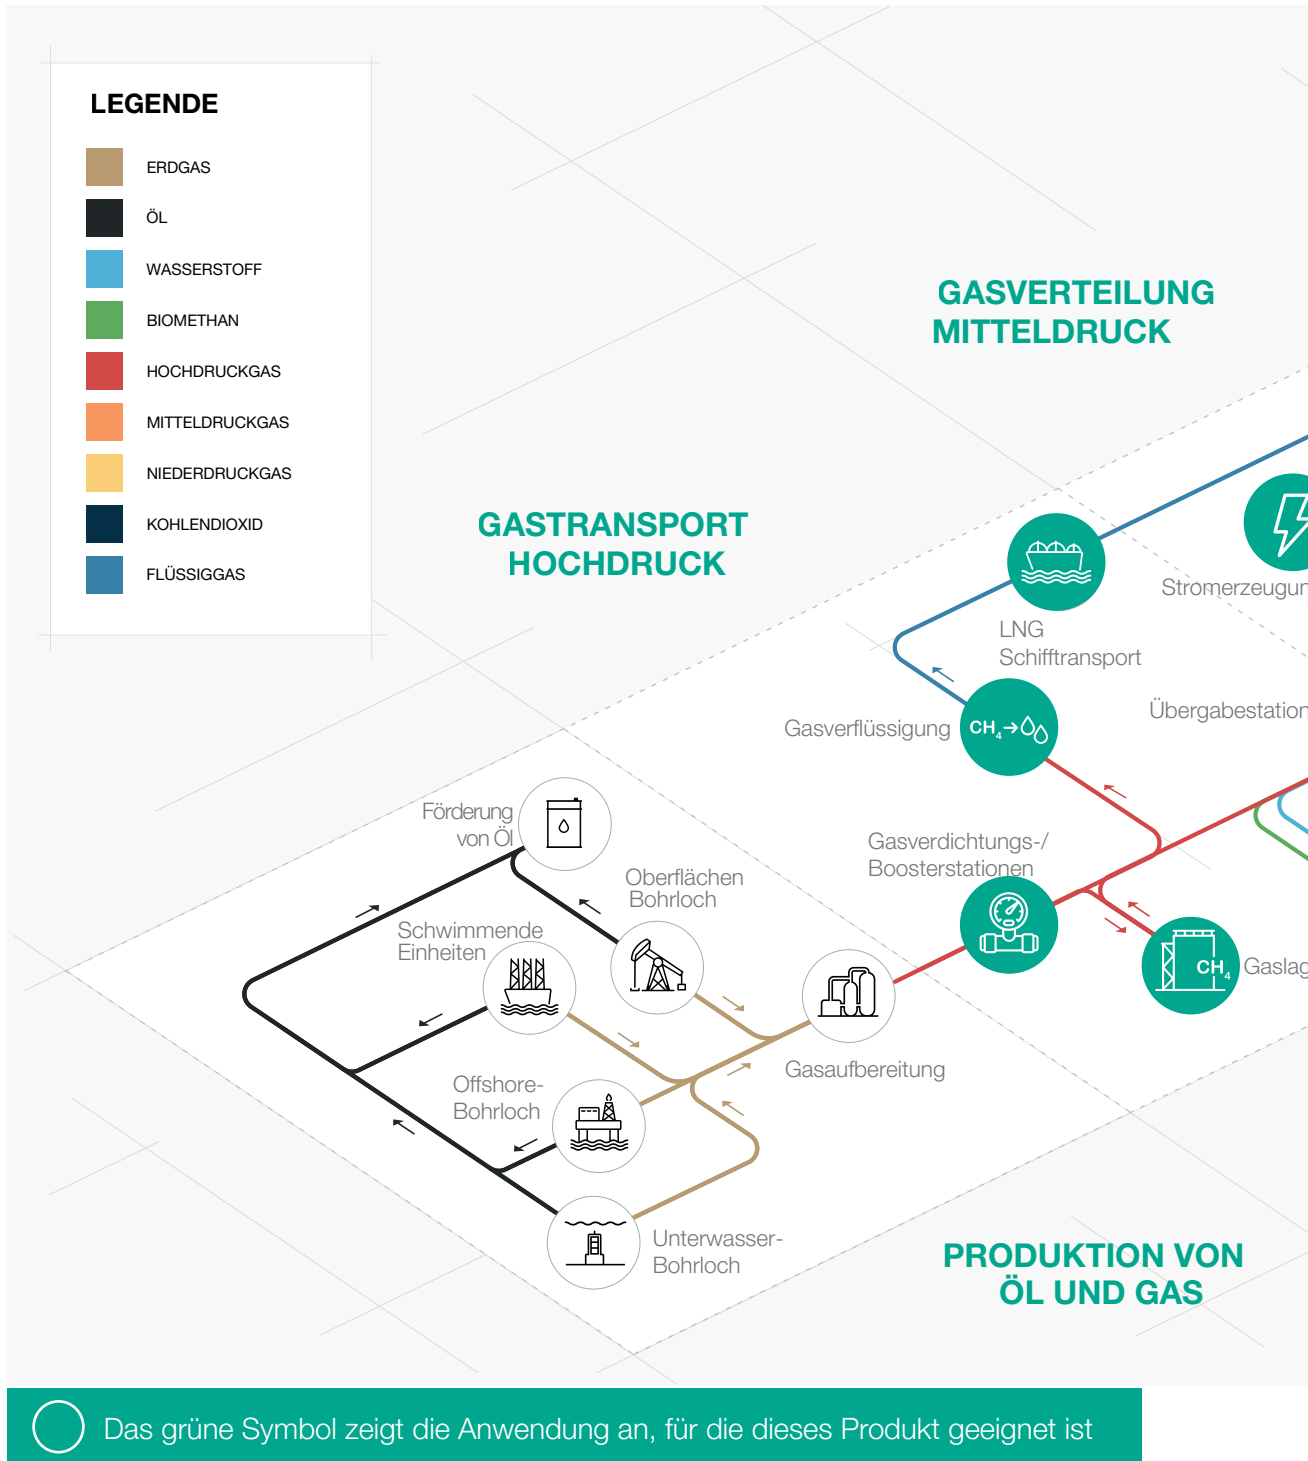 LEGENDE
ERDGAS
ÖL
WASSERSTOFF
BIOMETHAN
HOCHDRUCKGAS
MITTELDRUCKGAS
NIEDERDRUCKGAS
KOHLENDIOXID
FLÜSSIGGAS
GASVERTEILUNG
MITTELDRUCK
GASTRANSPORT
HOCHDRUCK
Stromerzeugun
LNG
Schifftransport
Übergabestation
Gasverflüssigung
CH₄→
Förderung
von Öl
Gasverdichtungs-/
Boosterstationen
Oberflächen
Bohrloch
Schwimmende
Einheiten
CH₄
Gaslag
Gasaufbereitung
Offshore-
Bohrloch
Unterwasser-
Bohrloch
PRODUKTION VON
ÖL UND GAS
Das grüne Symbol zeigt die Anwendung an, für die dieses Produkt geeignet ist